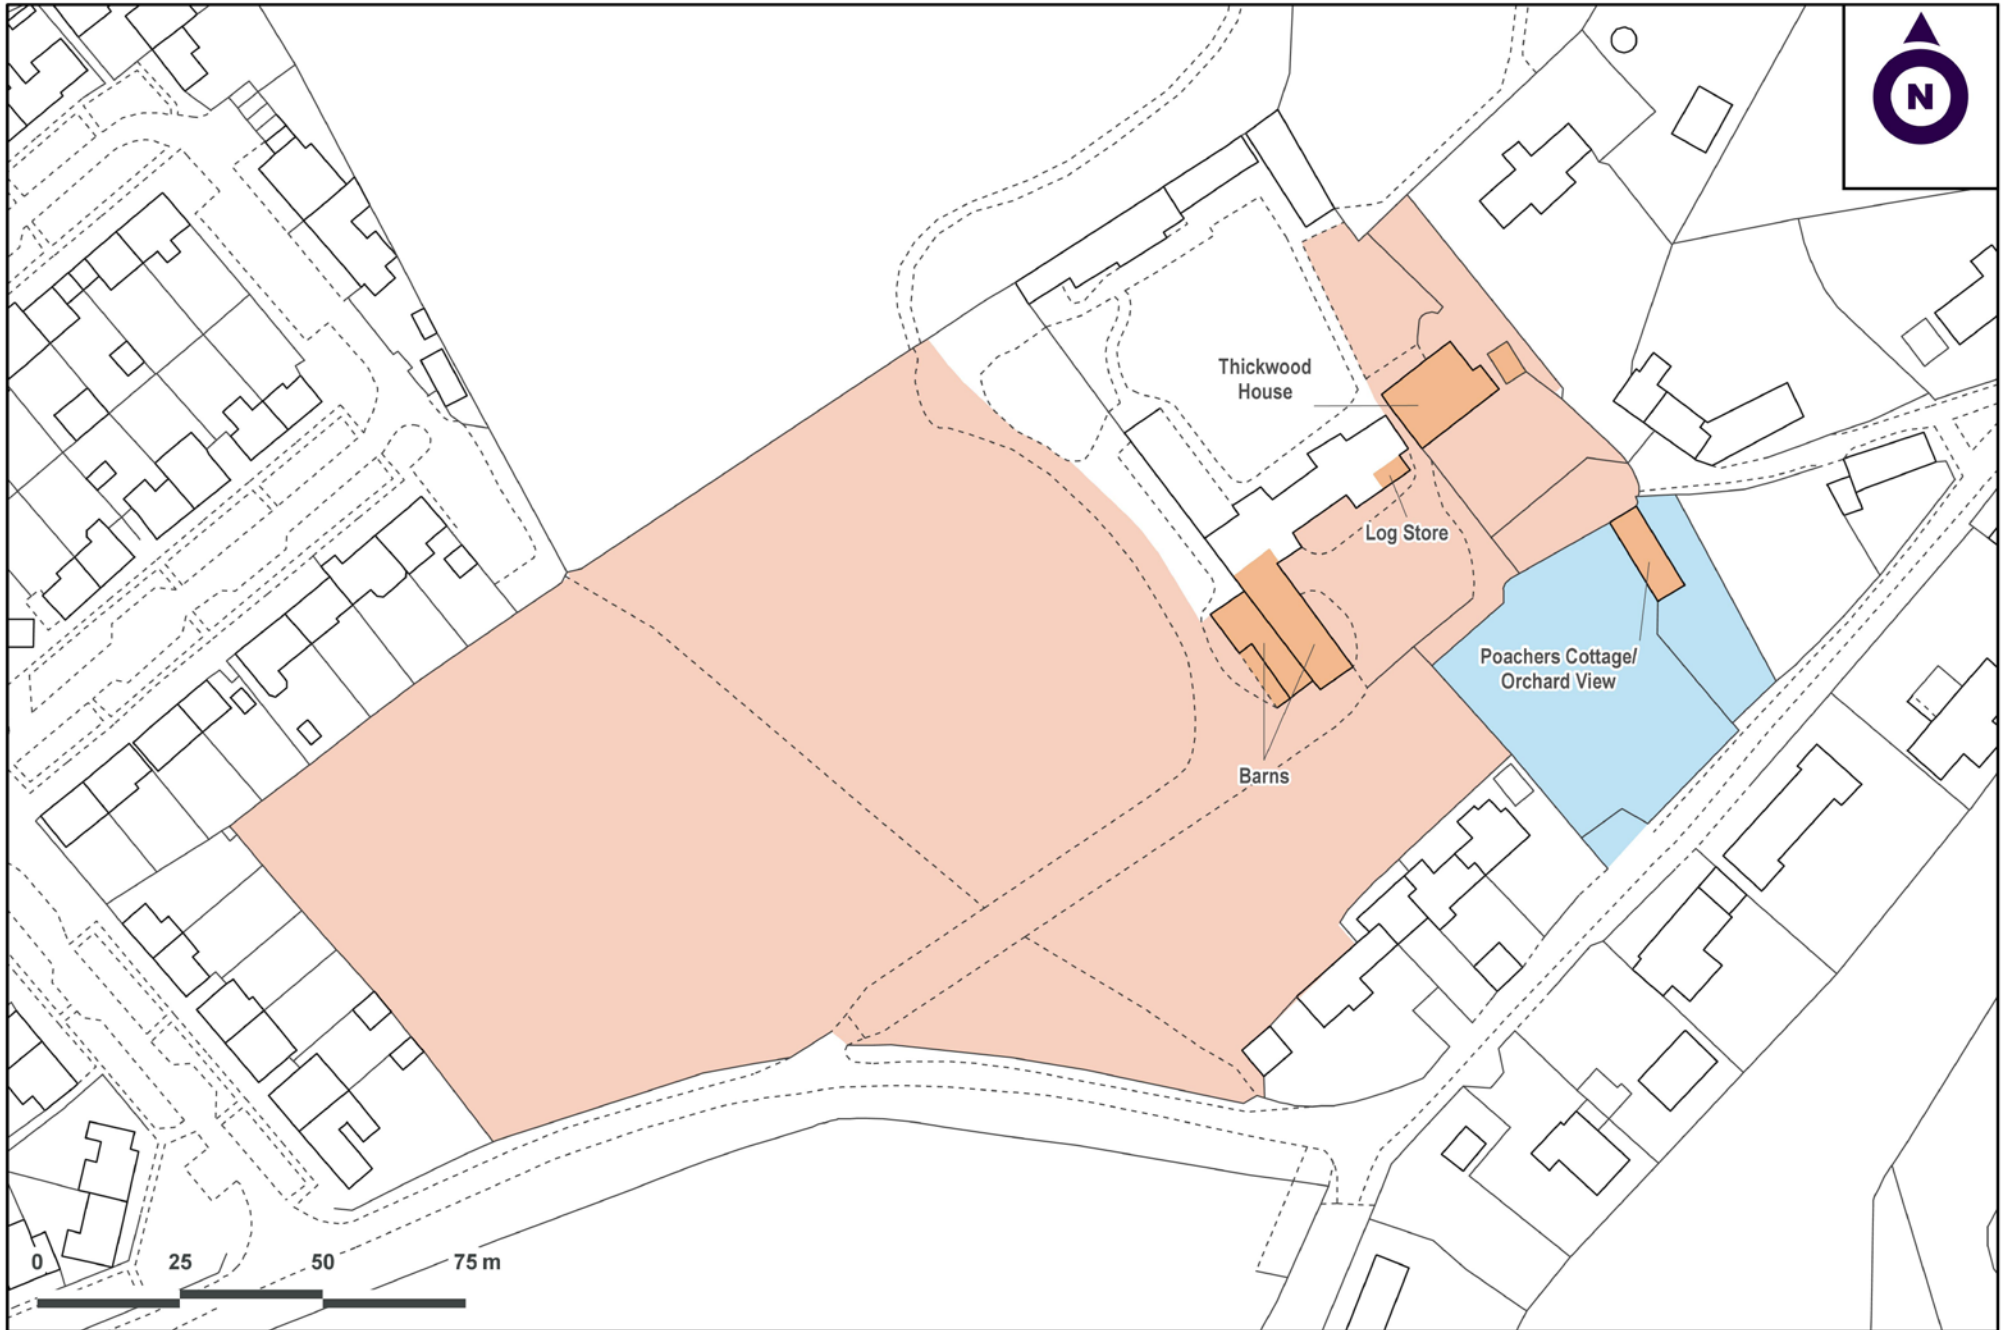 N
Thickwood
House
Log Store
Poachers Cottage/
Orchard View
Barns
0 25 50 75 m